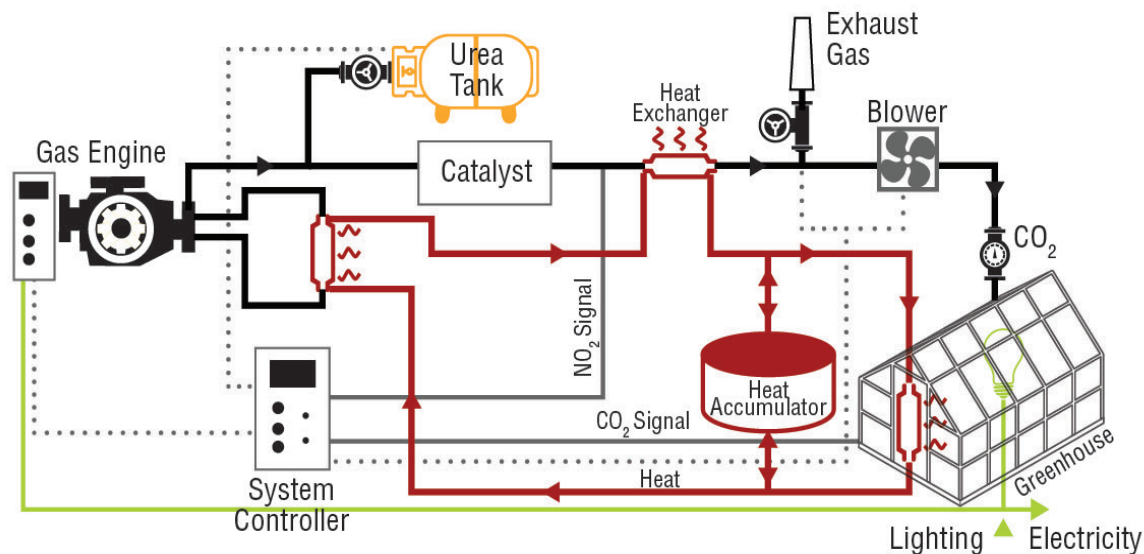 Urea
Tank
Exhaust
Gas
Heat
Exchanger
Blower
Gas Engine
Catalyst
CO₂
NO₂ Signal
Heat
Accumulator
CO₂ Signal
Heat
Greenhouse
System
Controller
Lighting
Electricity